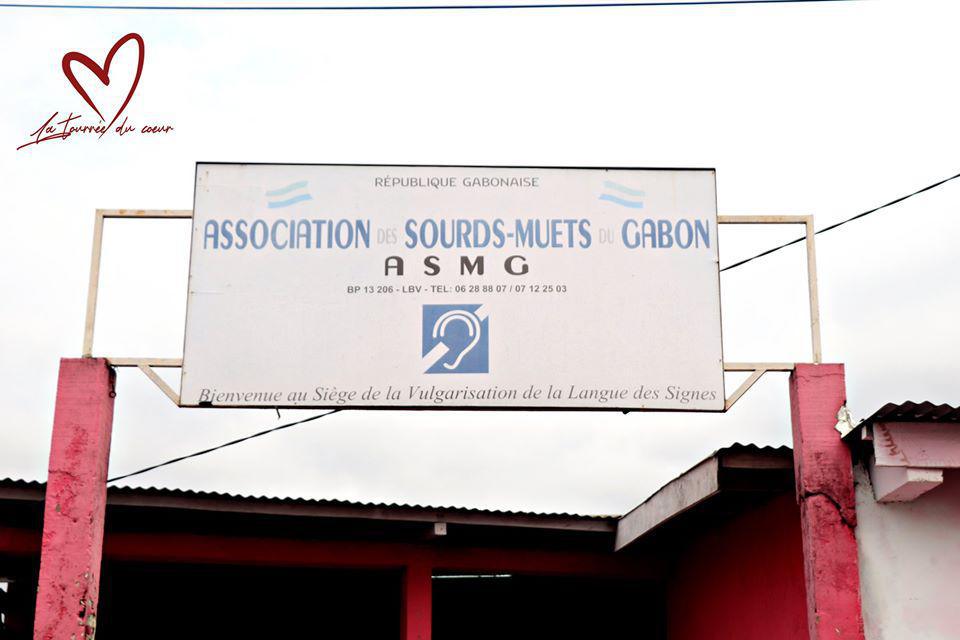 La Tournée du coeur
RÉPUBLIQUE GABONAISE
ASSOCIATION DES SOURDS-MUETS DU GABON
ASMG
BP 13 206 - LBV - TEL: 06 28 88 07 / 07 12 25 03
Bienvenue au Siège de la Vulgarisation de la Langue des Signes